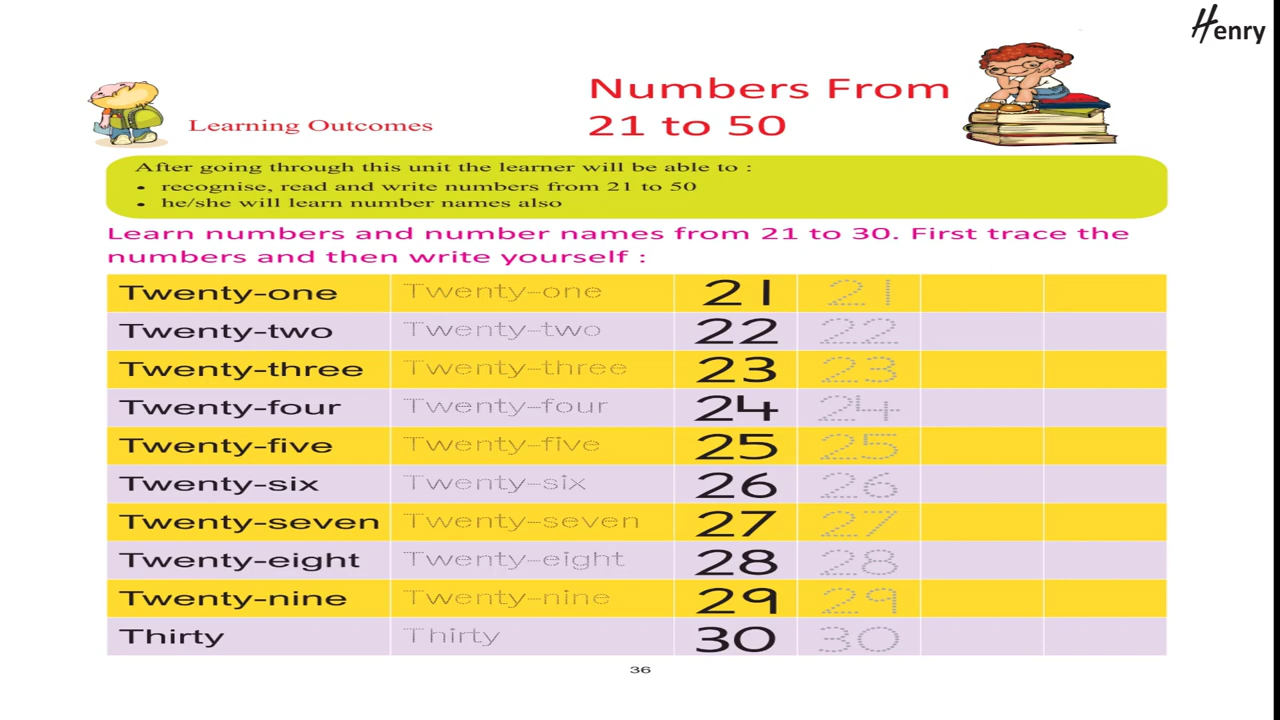 Henry
Numbers From
21 to 50
Learning Outcomes
After going through this unit the learner will be able to :
• recognise, read and write numbers from 21 to 50
• he/she will learn number names also
Learn numbers and number names from 21 to 30. First trace the
numbers and then write yourself :
Twenty-one Twenty-one 21 21
Twenty-two Twenty-two 22 22
Twenty-three Twenty-three 23 23
Twenty-four Twenty-four 24 24
Twenty-five Twenty-five 25 25
Twenty-six Twenty-six 26 26
Twenty-seven Twenty-seven 27 27
Twenty-eight Twenty-eight 28 28
Twenty-nine Twenty-nine 29 29
Thirty Thirty 30 30
36